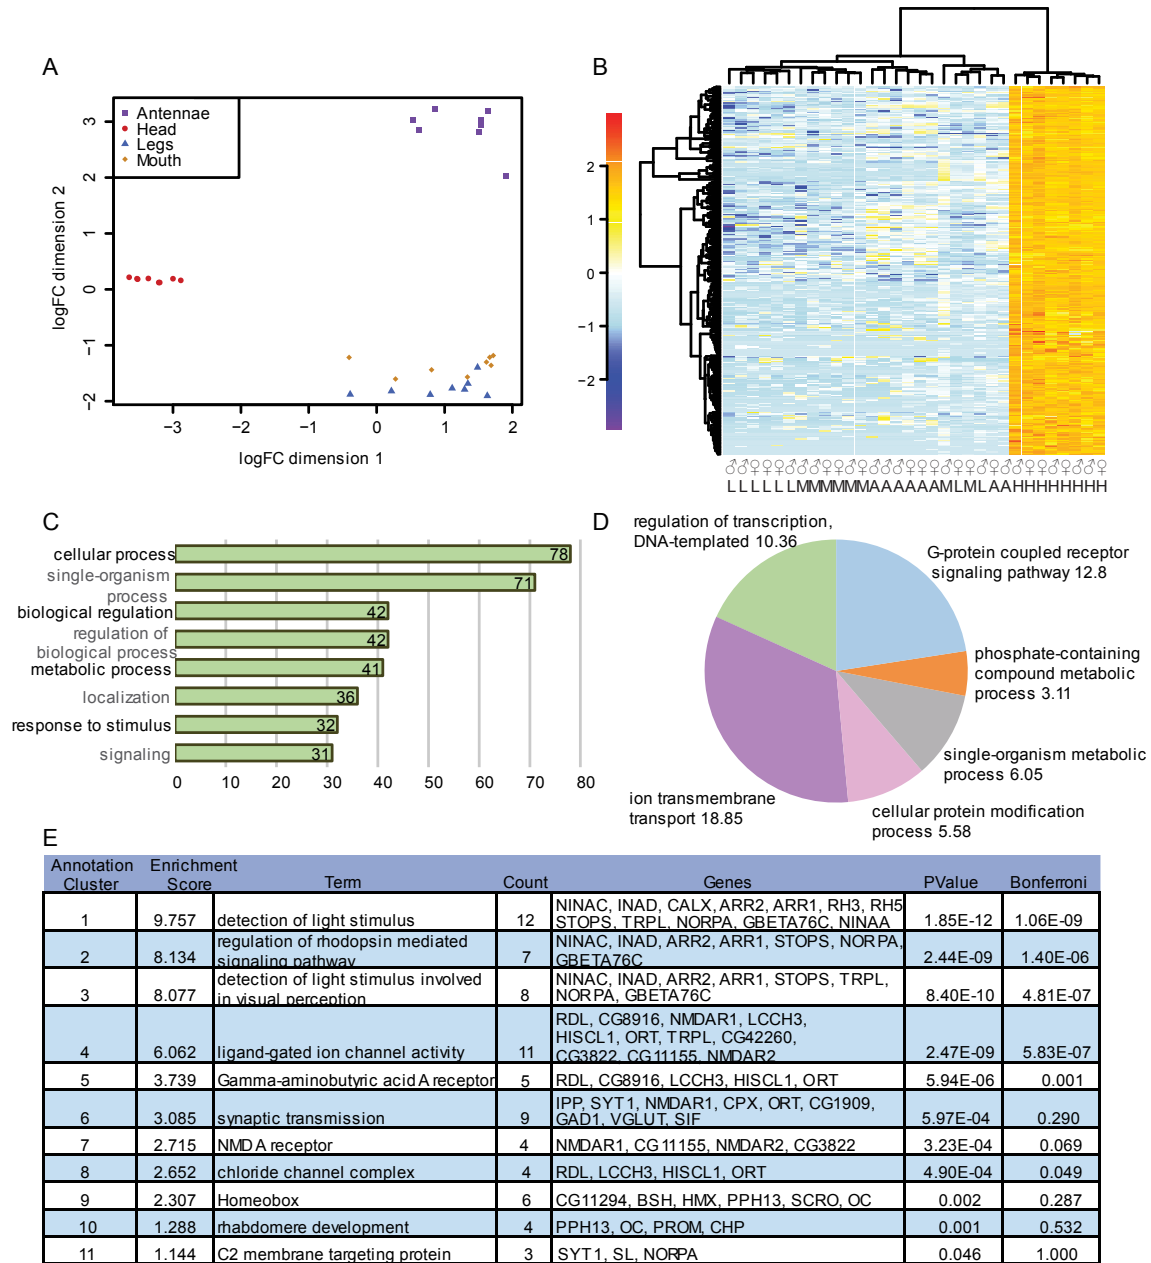 A
Antennae
Head
Legs
Mouth
3
2
1
0
−1
−2
logFC dimension 2
−3
−2
−1
0
1
2
logFC dimension 1
B
2
1
0
−1
−2
LLLLLLMMMMMMAAAAAAMLMLAAHHHHHHHH
C
cellular process 78
single-organism process 71
biological regulation 42
regulation of biological process 42
metabolic process 41
localization 36
response to stimulus 32
signaling 31
0 10 20 30 40 50 60 70 80
D
regulation of transcription,
DNA-templated 10.36
G-protein coupled receptor
signaling pathway 12.8
phosphate-containing
compound metabolic
process 3.11
single-organism metabolic
process 6.05
cellular protein modification
process 5.58
ion transmembrane
transport 18.85
E
Annotation Cluster Enrichment Score Term Count Genes PValue Bonferroni
1 9.757 detection of light stimulus 12 NINAC, INAD, CALX, ARR2, ARR1, RH3, RH5 STOPS, TRPL, NORPA, GBETA76C, NINAA 1.85E-12 1.06E-09
2 8.134 regulation of rhodopsin mediated signaling pathway 7 NINAC, INAD, ARR2, ARR1, STOPS, NORPA, GBETA76C 2.44E-09 1.40E-06
3 8.077 detection of light stimulus involved in visual perception 8 NINAC, INAD, ARR2, ARR1, STOPS, TRPL, NORPA, GBETA76C 8.40E-10 4.81E-07
4 6.062 ligand-gated ion channel activity 11 RDL, CG8916, NMDAR1, LCCH3, HISCL1, ORT, TRPL, CG42260, CG3822, CG11155, NMDAR2 2.47E-09 5.83E-07
5 3.739 Gamma-aminobutyric acid A receptor 5 RDL, CG8916, LCCH3, HISCL1, ORT 5.94E-06 0.001
6 3.085 synaptic transmission 9 IPP, SYT1, NMDAR1, CPX, ORT, CG1909, GAD1, VGLUT, SIF 5.97E-04 0.290
7 2.715 NMDA receptor 4 NMDAR1, CG11155, NMDAR2, CG3822 3.23E-04 0.069
8 2.652 chloride channel complex 4 RDL, LCCH3, HISCL1, ORT 4.90E-04 0.049
9 2.307 Homeobox 6 CG11294, BSH, HMX, PPH13, SCRO, OC 0.002 0.287
10 1.288 rhabdomere development 4 PPH13, OC, PROM, CHP 0.001 0.532
11 1.144 C2 membrane targeting protein 3 SYT1, SL, NORPA 0.046 1.000